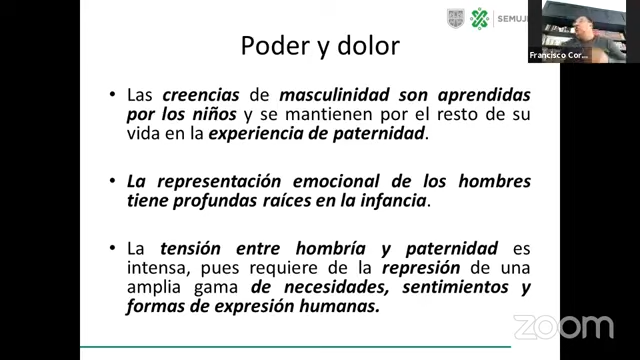 SEMUJE
Francisco Cor...
Poder y dolor
• Las creencias de masculinidad son aprendidas
por los niños y se mantienen por el resto de su
vida en la experiencia de paternidad.
• La representación emocional de los hombres
tiene profundas raíces en la infancia.
• La tensión entre hombría y paternidad es
intensa, pues requiere de la represión de una
amplia gama de necesidades, sentimientos y
formas de expresión humanas.
zoom